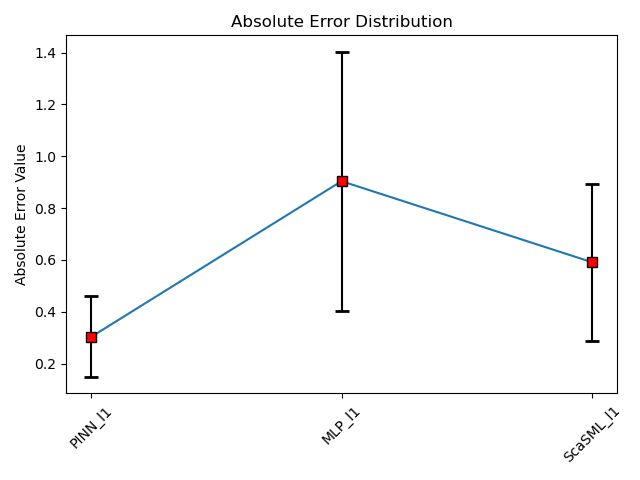 Absolute Error Distribution
Absolute Error Value
1.4
1.2
1.0
0.8
0.6
0.4
0.2
PINN_l1
MLP_l1
ScaSML_l1